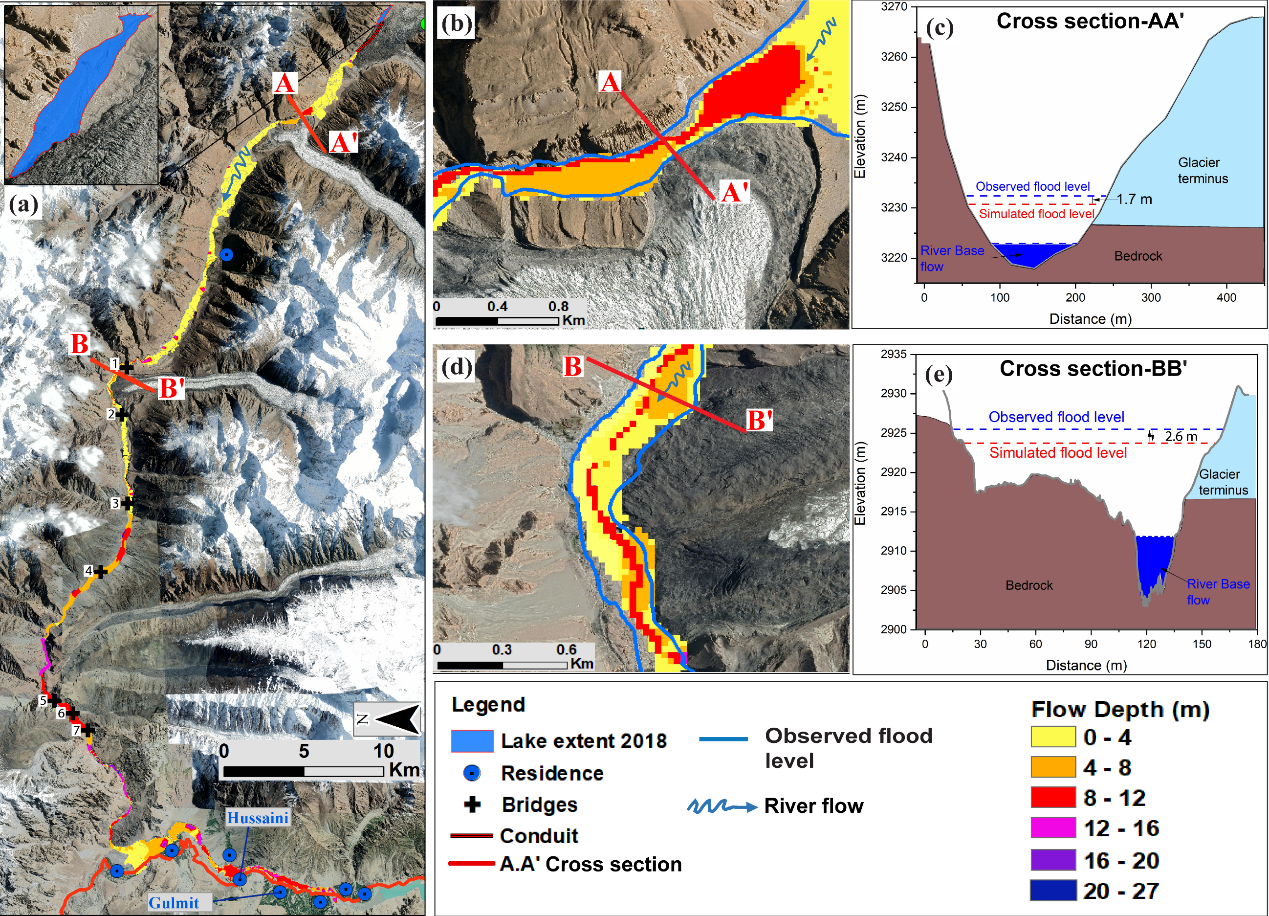 (a)
A
A'
B
B'
1
2
3
4
5
6
7
N
0 5 10
Km
Hussaini
Gulmit
(b)
A
A'
0 0.4 0.8
Km
(c)
Cross section-AA'
3270
3260
3250
3240
3230
3220
Elevation (m)
Observed flood level
Simulated flood level
1.7 m
River Base
flow
Glacier
terminus
Bedrock
0 100 200 300 400
Distance (m)
(d)
B
B'
0 0.3 0.6
Km
(e)
Cross section-BB'
2935
2930
2925
2920
2915
2910
2905
2900
Elevation (m)
Observed flood level
2.6 m
Simulated flood level
Glacier
terminus
Bedrock
River Base
flow
0 30 60 90 120 150 180
Distance (m)
Legend
Lake extent 2018
Residence
Bridges
Conduit
A.A' Cross section
Observed flood
level
River flow
Flow Depth (m)
0 - 4
4 - 8
8 - 12
12 - 16
16 - 20
20 - 27